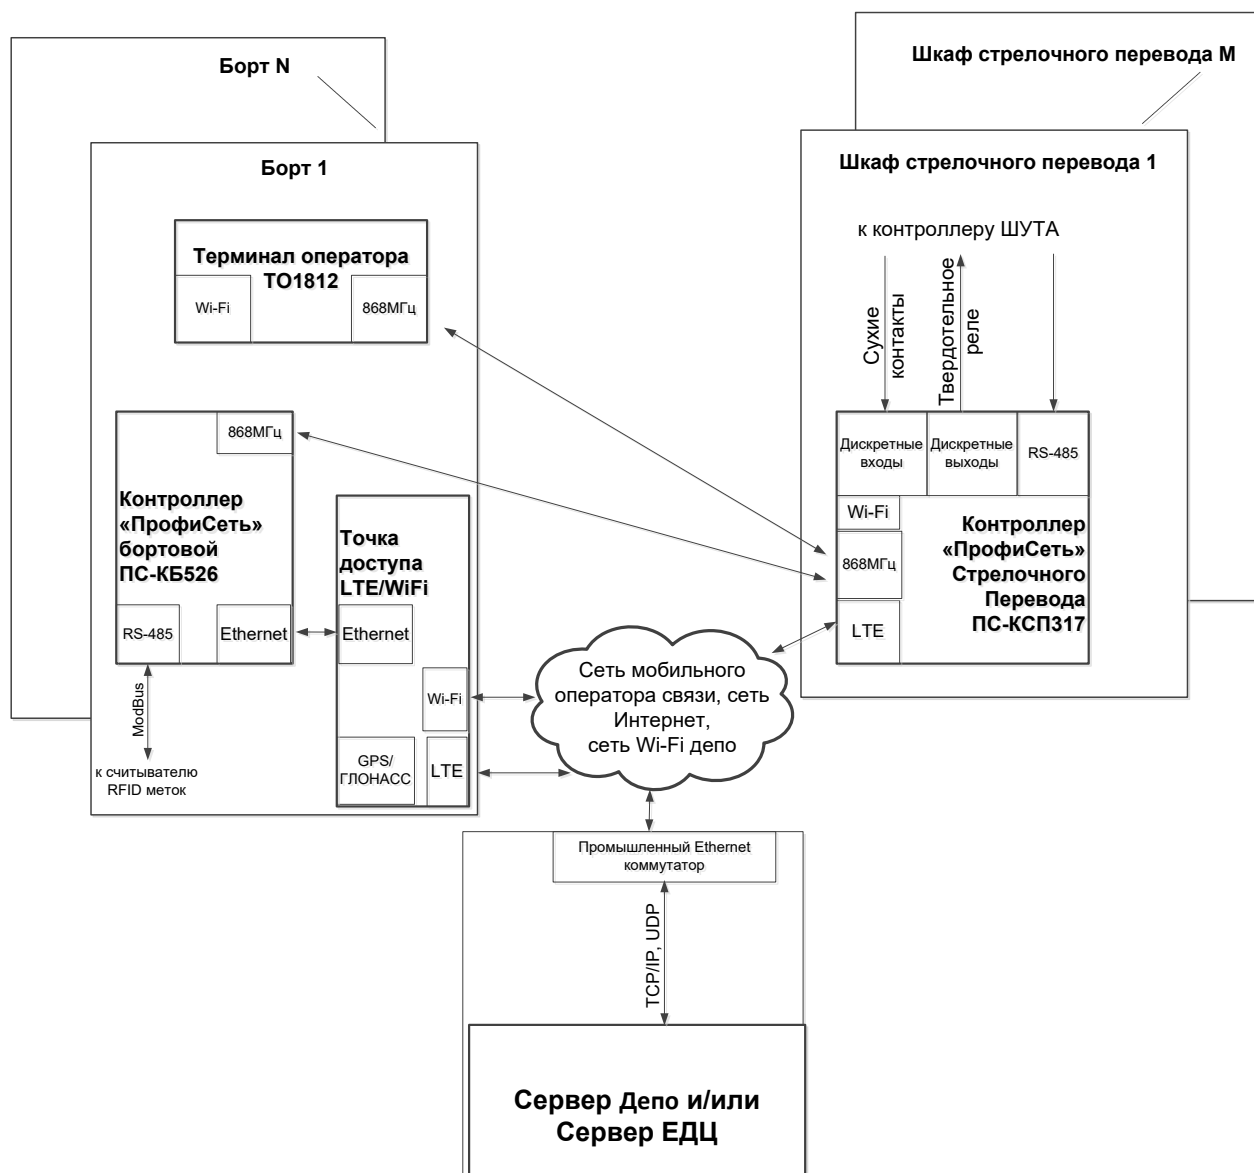 Борт N
Борт 1
Терминал оператора
ТО1812
Wi-Fi
868МГц
868МГц
Контроллер
«ПрофиСеть»
бортовой
ПС-КБ526
RS-485
Ethernet
ModBus
к считывателю
RFID меток
Точка
доступа
LTE/WiFi
Ethernet
Wi-Fi
GPS/
ГЛОНАСС
LTE
Шкаф стрелочного перевода M
Шкаф стрелочного перевода 1
к контроллеру ШУТА
Сухие
контакты
Твердотельное
реле
Дискретные
входы
Дискретные
выходы
RS-485
Wi-Fi
868МГц
LTE
Контроллер
«ПрофиСеть»
Стрелочного
Перевода
ПС-КСП317
Сеть мобильного
оператора связи, сеть
Интернет,
сеть Wi-Fi депо
Промышленный Ethernet
коммутатор
TCP/IP, UDP
Сервер Депо и/или
Сервер ЕДЦ